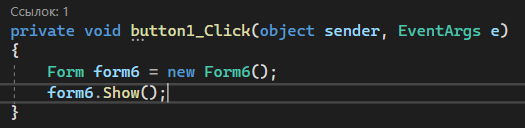 Ссылок: 1
private void button1_Click(object sender, EventArgs e)
{
Form form6 = new Form6();
form6.Show();
}